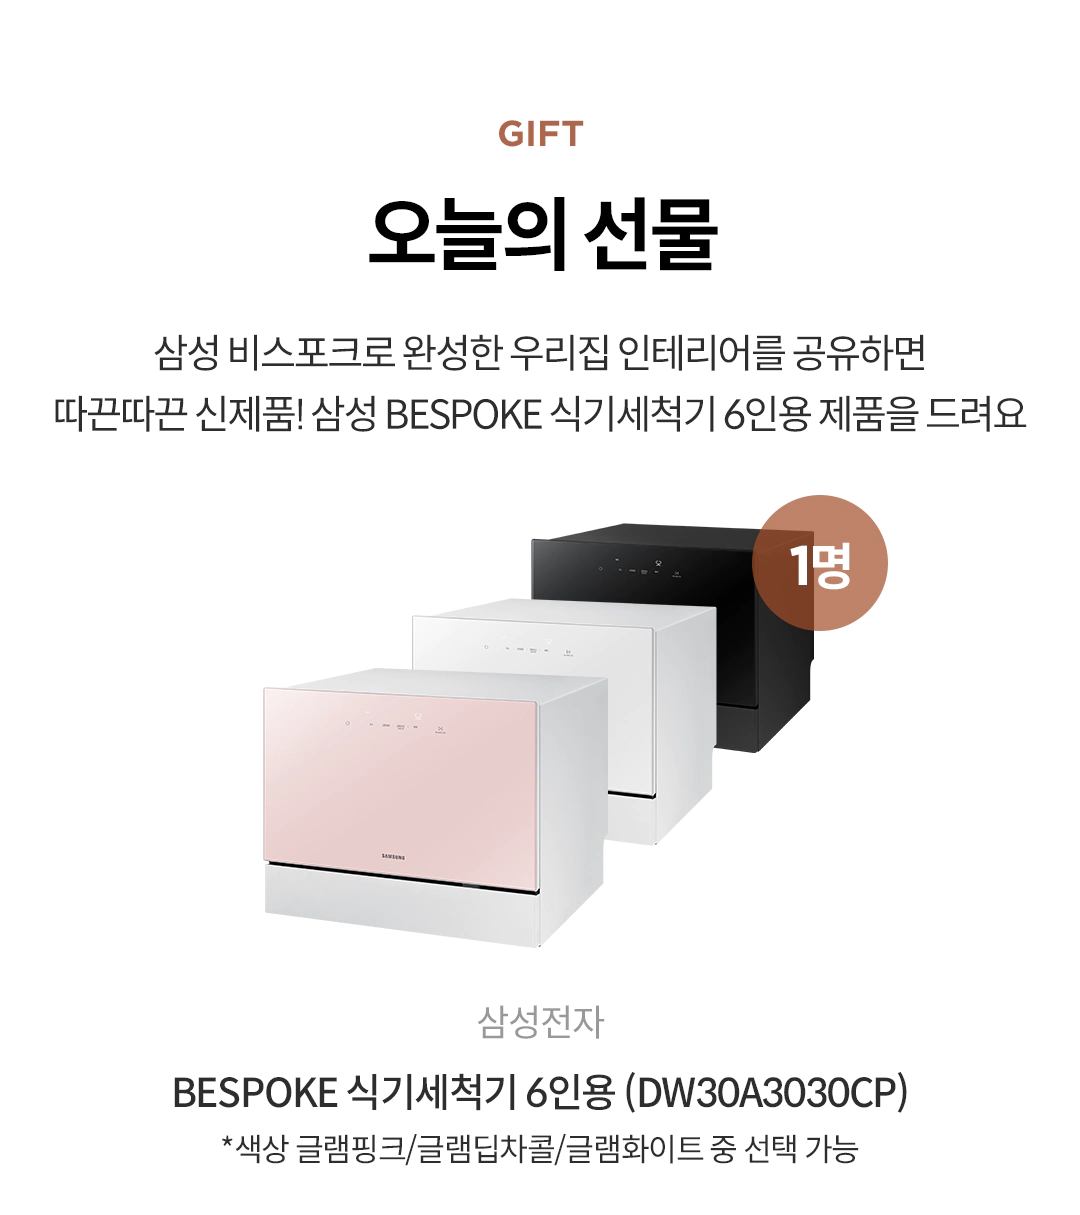 GIFT
오늘의 선물
삼성 비스포크로 완성한 우리집 인테리어를 공유하면
따끈따끈 신제품! 삼성 BESPOKE 식기세척기 6인용 제품을 드려요
1명
SAMSUNG
삼성전자
BESPOKE 식기세척기 6인용 (DW30A3030CP)
*색상 글램핑크/글램딥차콜/글램화이트 중 선택 가능